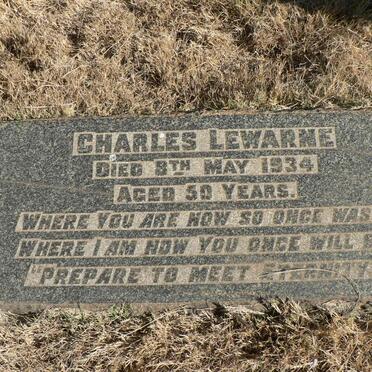 CHARLES LEWARNE
DIED 8TH MAY 1934
AGED 50 YEARS.
WHERE YOU ARE NOW SO ONCE WAS
WHERE I AM NOW YOU ONCE WILL
"PREPARE TO MEET